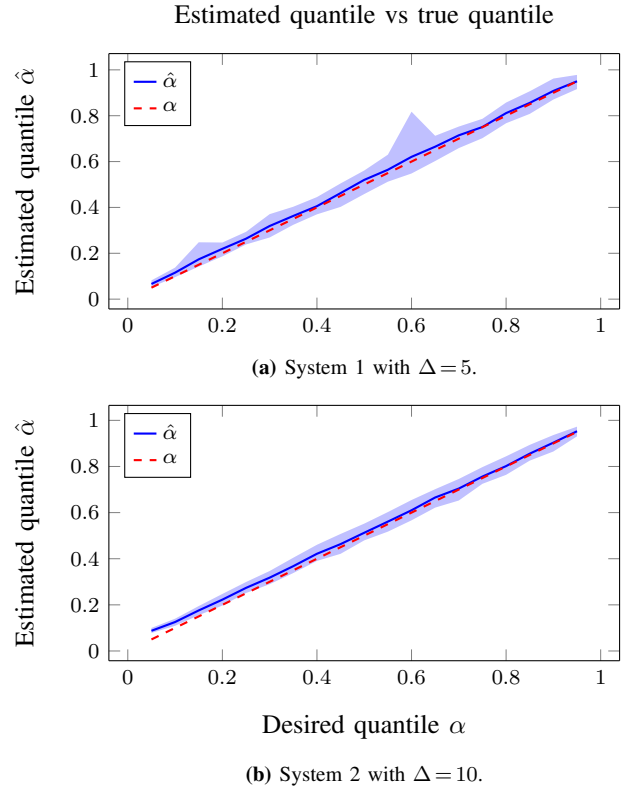 Estimated quantile vs true quantile
Estimated quantile α̂
1
0.8
0.6
0.4
0.2
0
α̂
α
0 0.2 0.4 0.6 0.8 1
(a) System 1 with Δ = 5.
Estimated quantile α̂
1
0.8
0.6
0.4
0.2
0
α̂
α
0 0.2 0.4 0.6 0.8 1
Desired quantile α
(b) System 2 with Δ = 10.